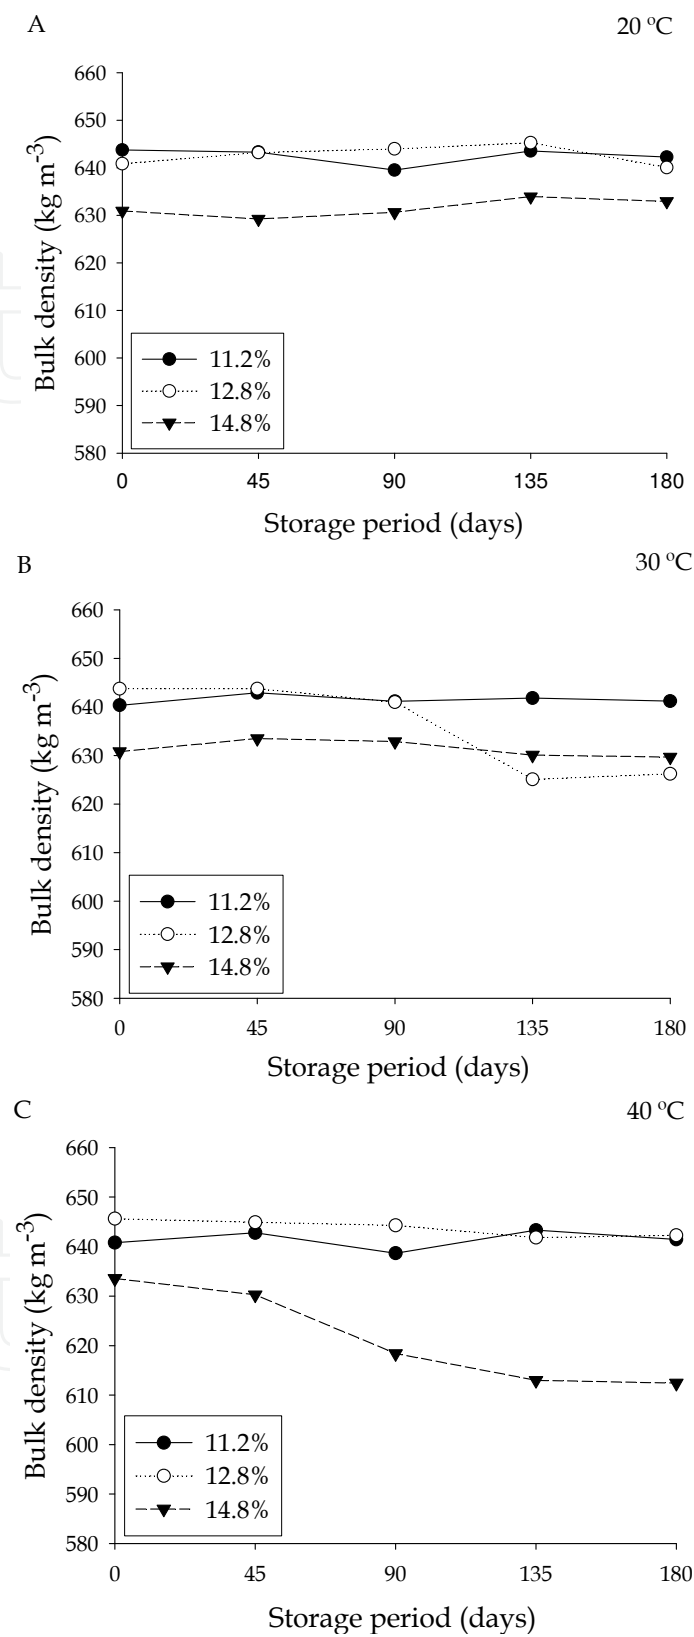 A
20 ºC
660
650
640
630
620
610
600
590
580
Bulk density (kg m-3)
11.2%
12.8%
14.8%
0 45 90 135 180
Storage period (days)
B
30 ºC
660
650
640
630
620
610
600
590
580
Bulk density (kg m-3)
11.2%
12.8%
14.8%
0 45 90 135 180
Storage period (days)
C
40 ºC
660
650
640
630
620
610
600
590
580
Bulk density (kg m-3)
11.2%
12.8%
14.8%
0 45 90 135 180
Storage period (days)